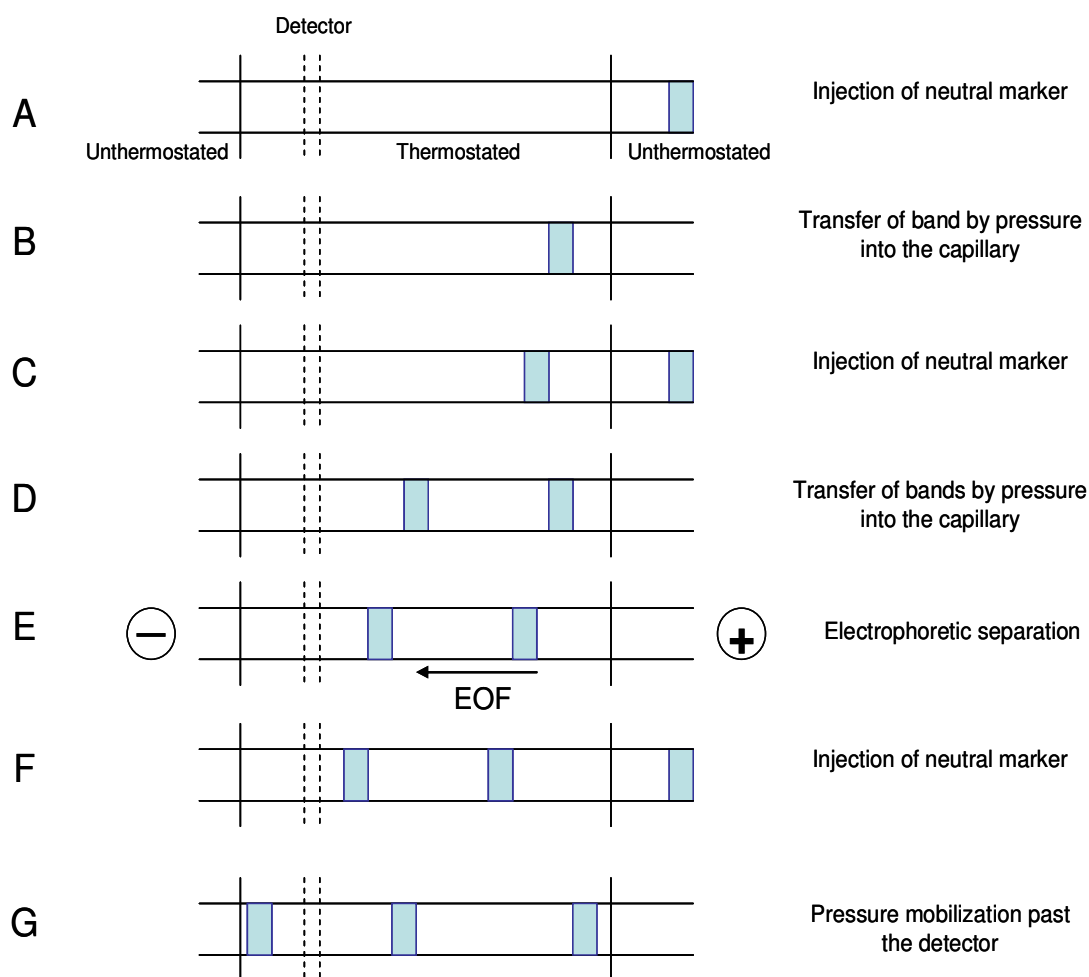 Detector
A
Injection of neutral marker
Unthermostated
Thermostated
Unthermostated
B
Transfer of band by pressure
into the capillary
C
Injection of neutral marker
D
Transfer of bands by pressure
into the capillary
E
−
+
Electrophoretic separation
EOF
F
Injection of neutral marker
G
Pressure mobilization past
the detector